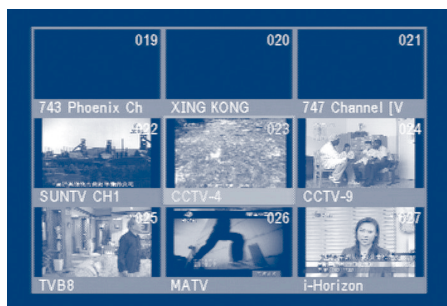 019
020
021
743 Phoenix Ch
XING KONG
747 Channel [V
022
023
024
SUNTV CH1
CCTV-4
CCTV-9
025
026
027
TVB8
MATV
i-Horizon